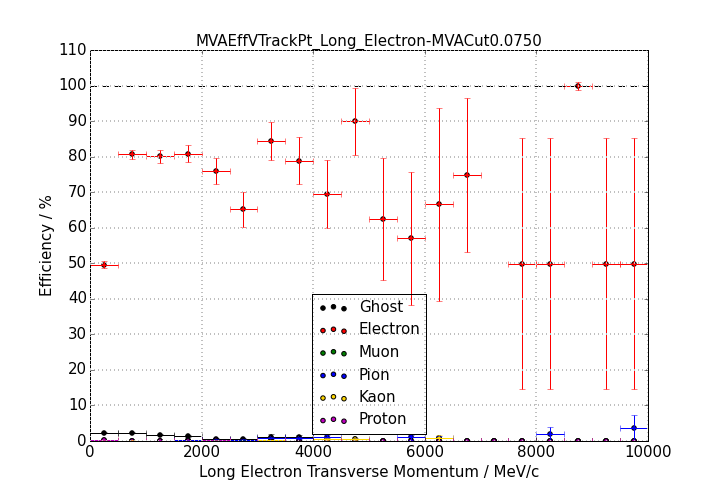 MVAEffVTrackPt_Long_Electron-MVACut0.0750
110
100
90
80
70
60
50
40
30
20
10
0
Efficiency / %
Ghost
Electron
Muon
Pion
Kaon
Proton
0 2000 4000 6000 8000 10000
Long Electron Transverse Momentum / MeV/c